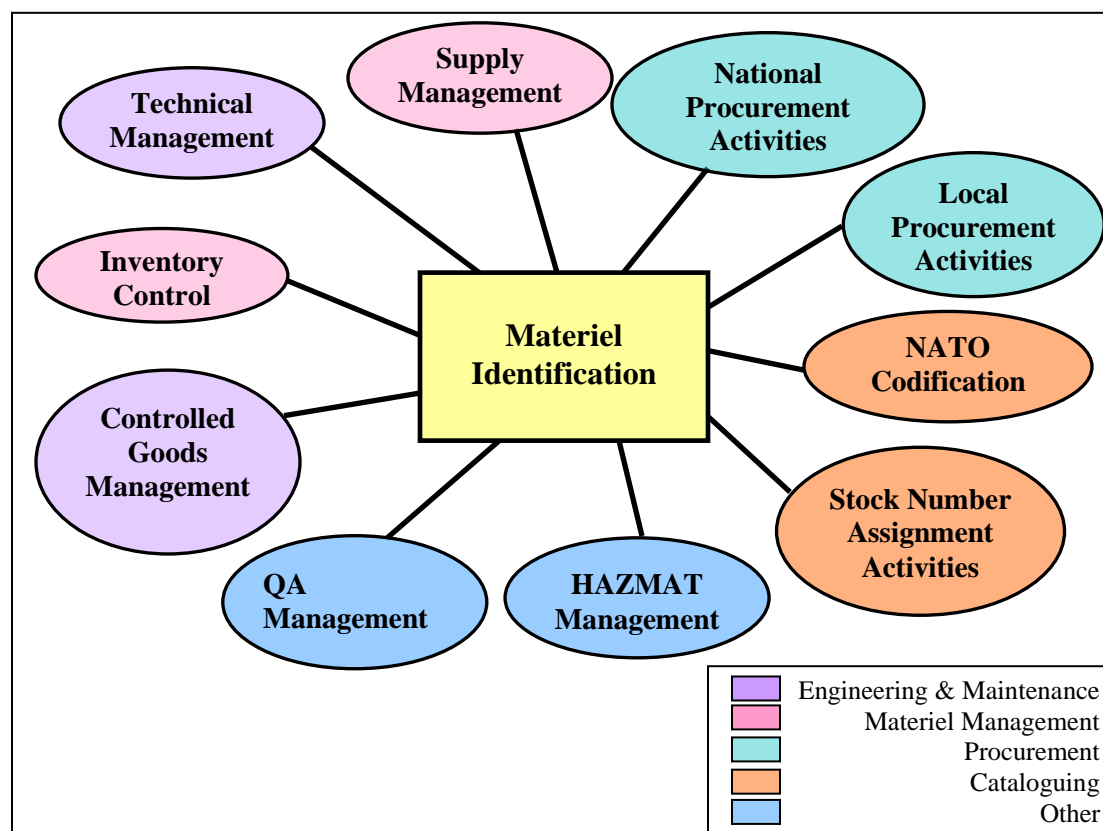 Supply
Management
National
Procurement
Activities
Technical
Management
Local
Procurement
Activities
Inventory
Control
Materiel
Identification
NATO
Codification
Controlled
Goods
Management
Stock Number
Assignment
Activities
QA
Management
HAZMAT
Management
Engineering & Maintenance
Materiel Management
Procurement
Cataloguing
Other